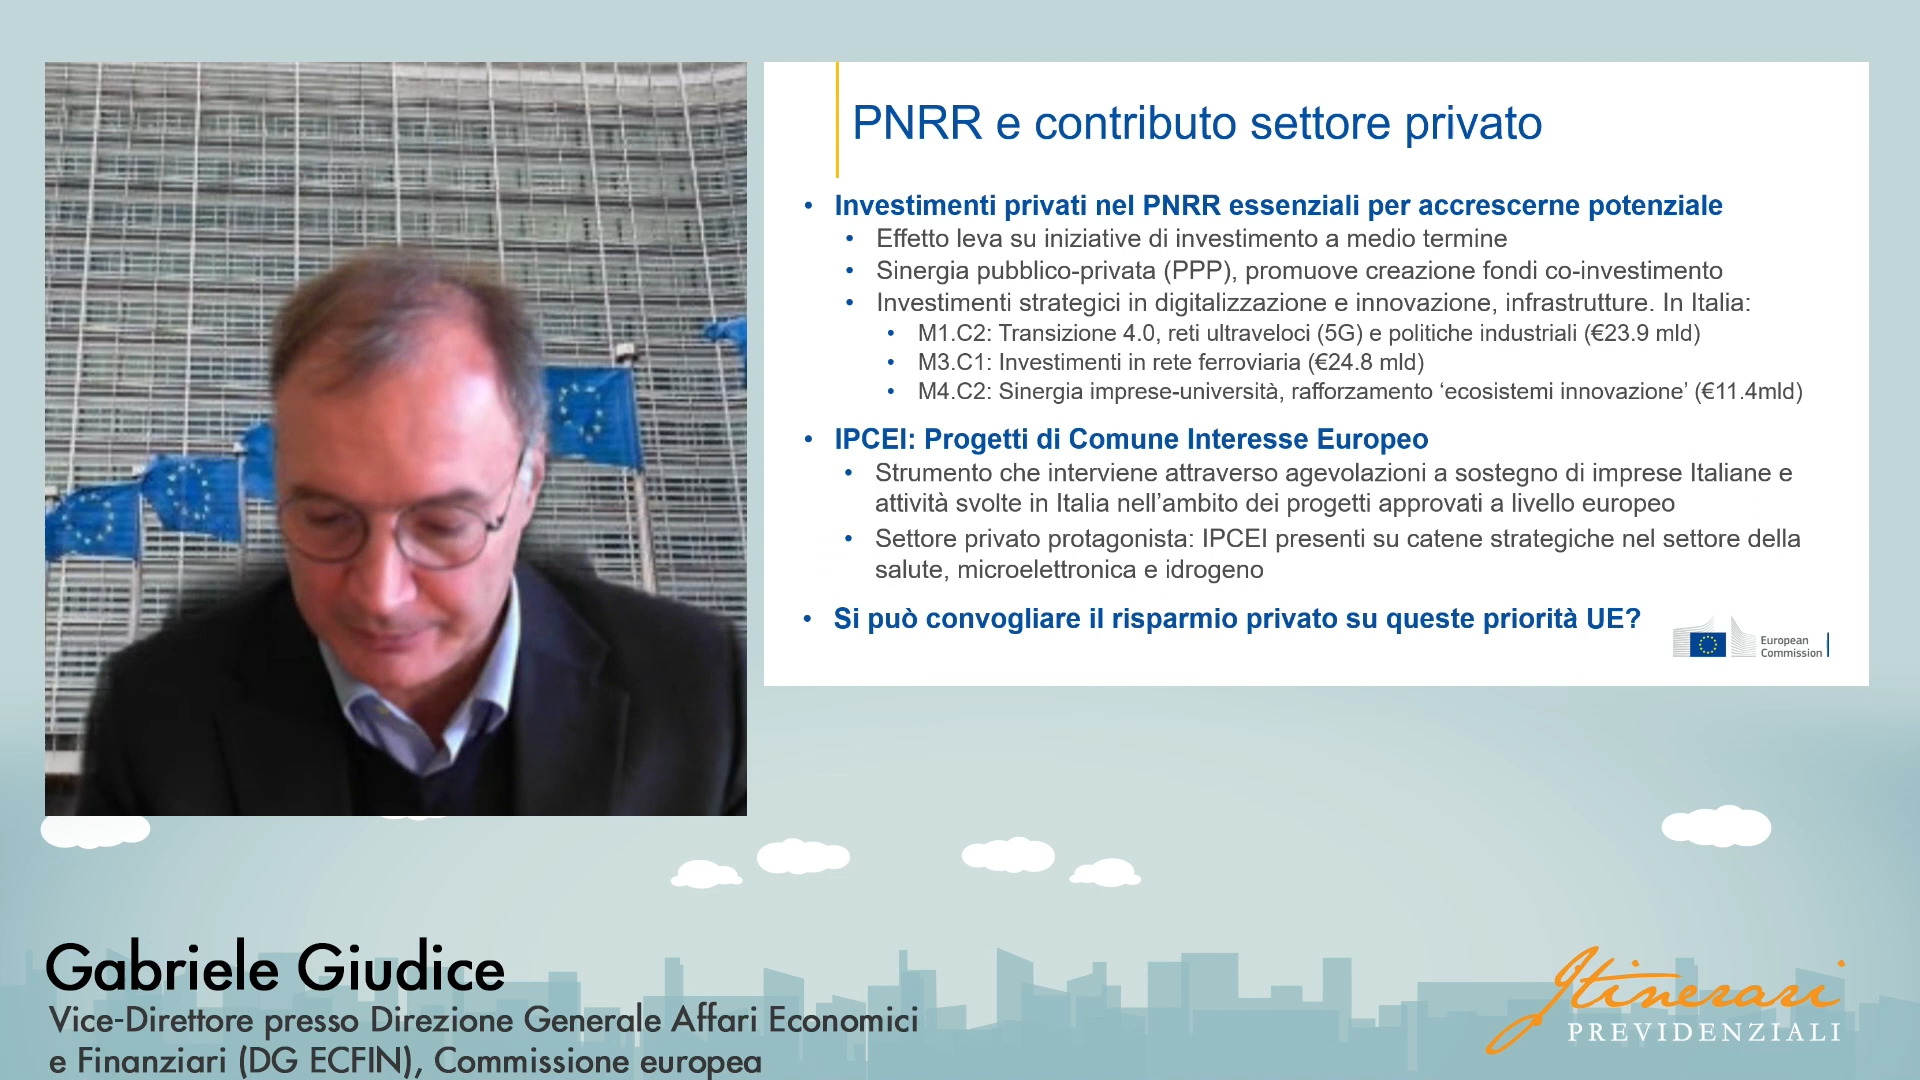 PNRR e contributo settore privato
• Investimenti privati nel PNRR essenziali per accrescerne potenziale
• Effetto leva su iniziative di investimento a medio termine
• Sinergia pubblico-privata (PPP), promuove creazione fondi co-investimento
• Investimenti strategici in digitalizzazione e innovazione, infrastrutture. In Italia:
• M1.C2: Transizione 4.0, reti ultraveloci (5G) e politiche industriali (€23.9 mld)
• M3.C1: Investimenti in rete ferroviaria (€24.8 mld)
• M4.C2: Sinergia imprese-università, rafforzamento ‘ecosistemi innovazione’ (€11.4mld)
• IPCEI: Progetti di Comune Interesse Europeo
• Strumento che interviene attraverso agevolazioni a sostegno di imprese Italiane e
attività svolte in Italia nell’ambito dei progetti approvati a livello europeo
• Settore privato protagonista: IPCEI presenti su catene strategiche nel settore della
salute, microelettronica e idrogeno
• Si può convogliare il risparmio privato su queste priorità UE?
European
Commission
Gabriele Giudice
Vice-Direttore presso Direzione Generale Affari Economici
e Finanziari (DG ECFIN), Commissione europea
Itinerari
PREVIDENZIALI